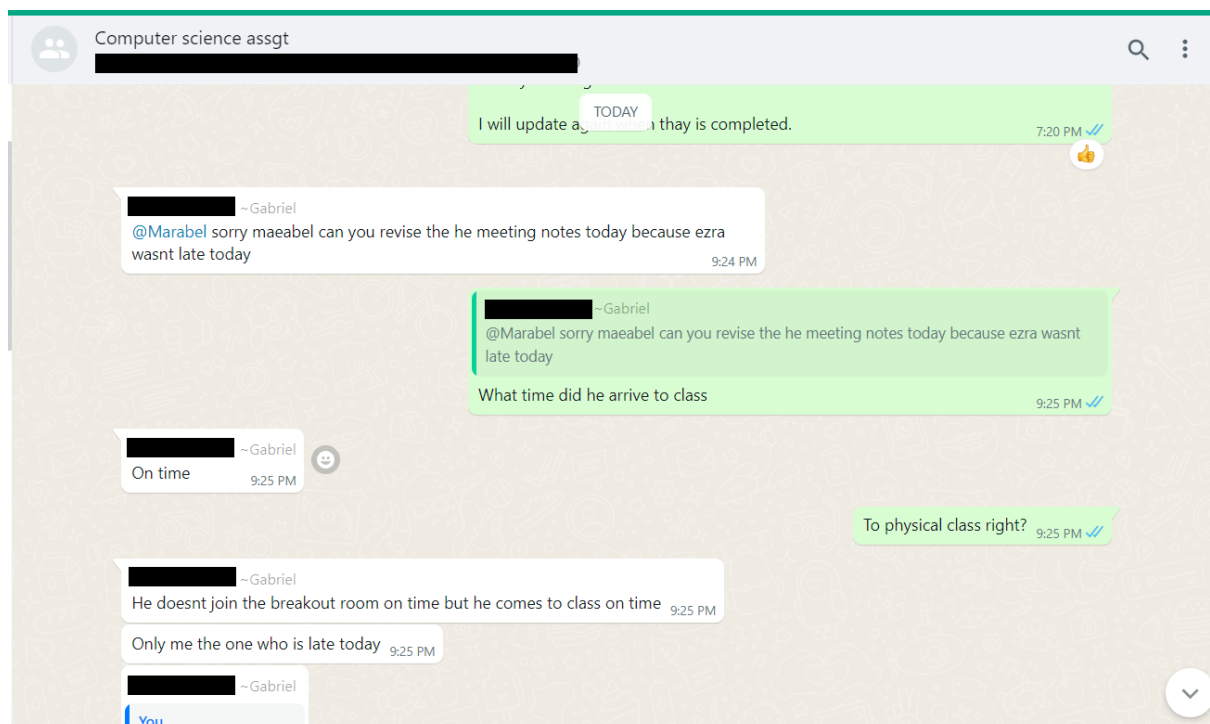 Computer science assgt
TODAY
I will update again when thay is completed.
7:20 PM
~Gabriel
@Marabel sorry maeabel can you revise the he meeting notes today because ezra
wasnt late today
9:24 PM
~Gabriel
@Marabel sorry maeabel can you revise the he meeting notes today because ezra wasnt
late today
What time did he arrive to class
9:25 PM
~Gabriel
On time
9:25 PM
To physical class right?
9:25 PM
~Gabriel
He doesnt join the breakout room on time but he comes to class on time
9:25 PM
Only me the one who is late today
9:25 PM
~Gabriel
You